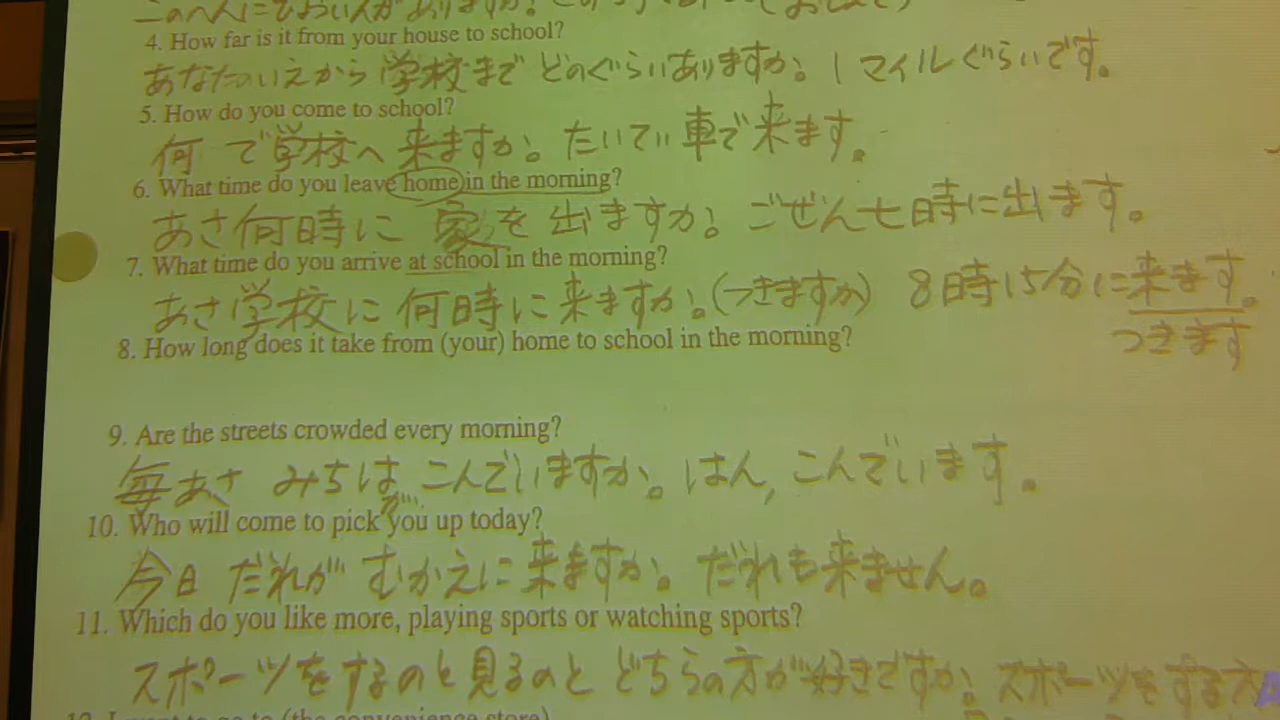 4. How far is it from your house to school?
あなたのいえから 学校まで どのぐらいありますか。 1 マイルぐらいです。
5. How do you come to school?
何 で学校へ 来ますか。 たいてい 車で来ます。
6. What time do you leave home in the morning?
あさ何時に 家を 出ますか。 ごぜん七時に出ます。
7. What time do you arrive at school in the morning?
あさ学校に 何時に来ますか。(つきますか) 8時15分に来ます。
つきます
8. How long does it take from (your) home to school in the morning?
9. Are the streets crowded every morning?
毎あさ みちは こんでいますか。 はん, こんでいます。
が
10. Who will come to pick you up today?
今日 だれが むかえに来ますか。 だれも来ません。
11. Which do you like more, playing sports or watching sports?
スポーツをするのと見るのと どちらの方が好きですか。 スポーツをする方